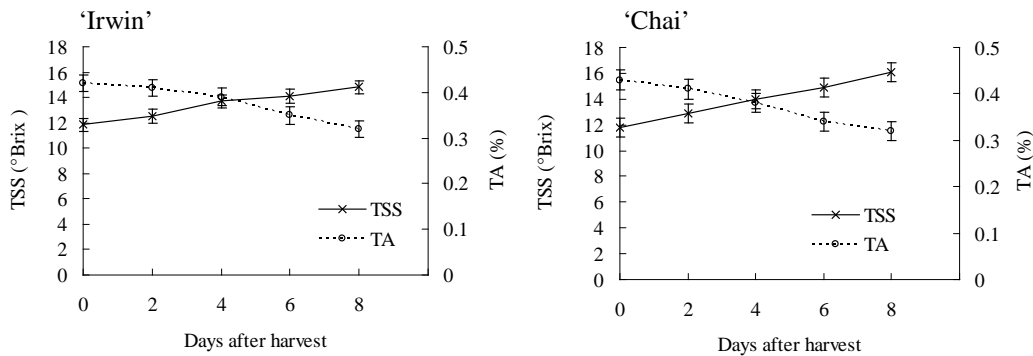 ‘Irwin’
18
16
14
12
10
8
6
4
2
0
TSS (°Brix)
0.5
0.4
0.3
0.2
0.1
0
TA (%)
TSS
TA
0 2 4 6 8
Days after harvest
‘Chai’
18
16
14
12
10
8
6
4
2
0
TSS (°Brix)
0.5
0.4
0.3
0.2
0.1
0
TA (%)
TSS
TA
0 2 4 6 8
Days after harvest